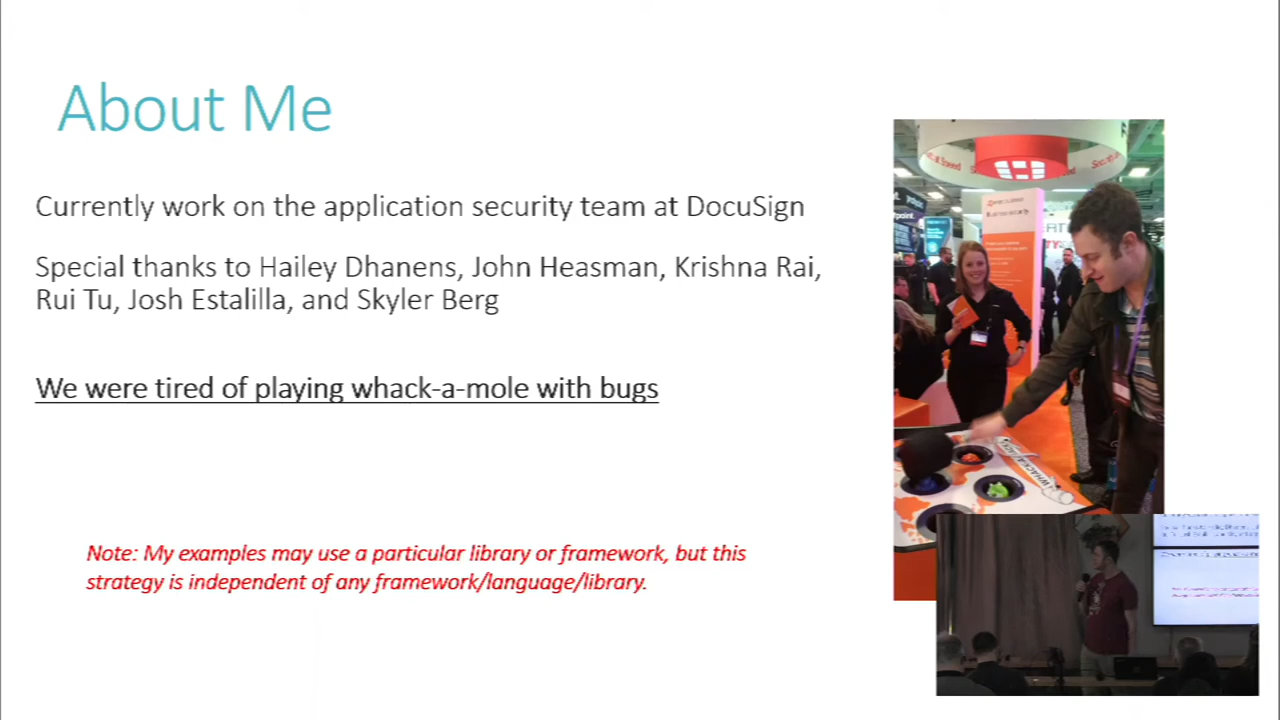 About Me
Currently work on the application security team at DocuSign
Special thanks to Hailey Dhanens, John Heasman, Krishna Rai,
Rui Tu, Josh Estalilla, and Skyler Berg
We were tired of playing whack-a-mole with bugs
Note: My examples may use a particular library or framework, but this
strategy is independent of any framework/language/library.